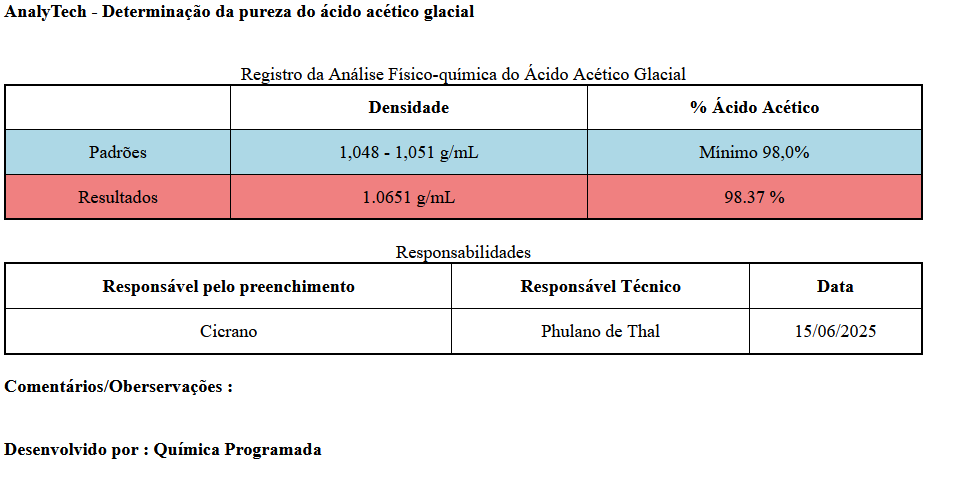 AnalyTech - Determinação da pureza do ácido acético glacial
Registro da Análise Físico-química do Ácido Acético Glacial
Densidade % Ácido Acético
Padrões 1,048 - 1,051 g/mL Mínimo 98,0%
Resultados 1.0651 g/mL 98.37 %
Responsabilidades
Responsável pelo preenchimento Responsável Técnico Data
Cicrano Phulano de Thal 15/06/2025
Comentários/Oberservações :
Desenvolvido por : Química Programada